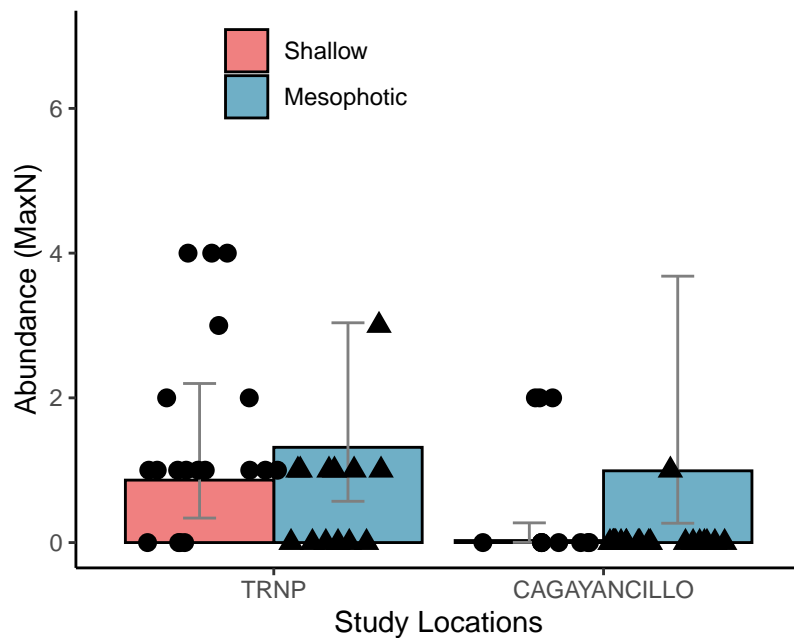 Shallow
Mesophotic
6
4
2
0
Abundance (MaxN)
TRNP
CAGAYANCILLO
Study Locations